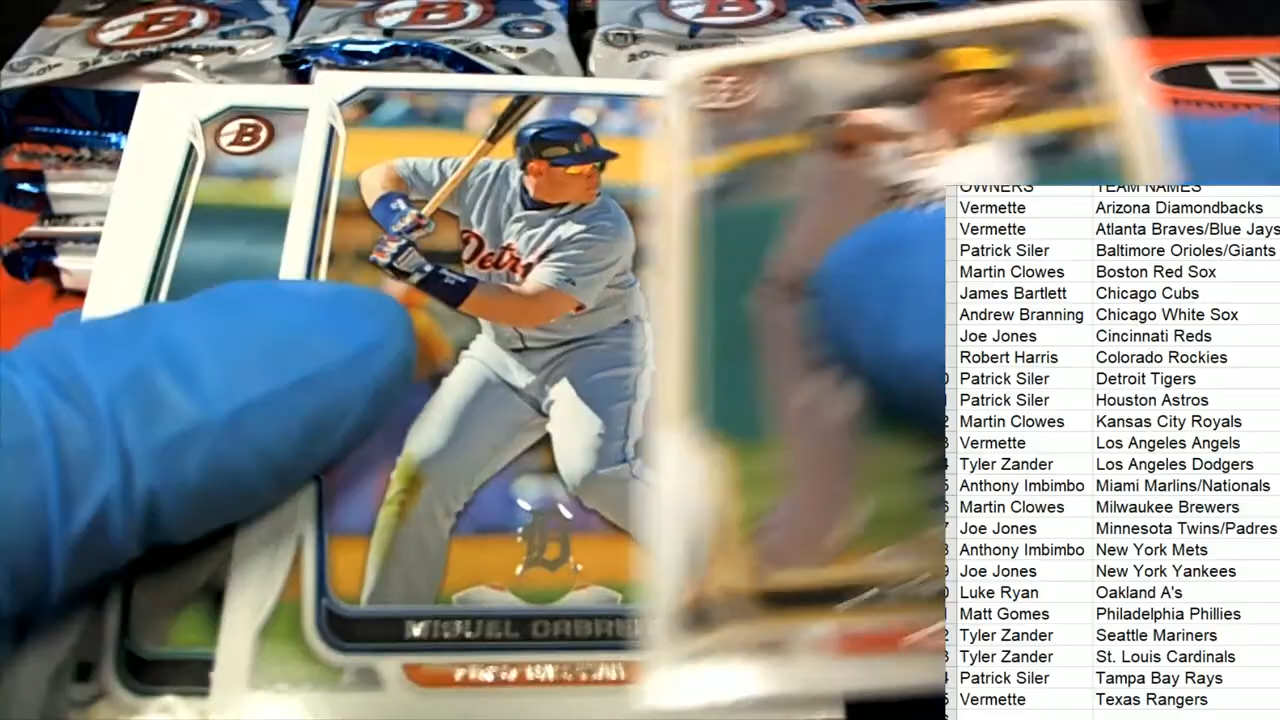 B
B
B
B
Detr
D
MIGUEL CABRE
OWNERS TEAM NAMES
Vermette Arizona Diamondbacks
Vermette Atlanta Braves/Blue Jays
Patrick Siler Baltimore Orioles/Giants
Martin Clowes Boston Red Sox
James Bartlett Chicago Cubs
Andrew Branning Chicago White Sox
Joe Jones Cincinnati Reds
Robert Harris Colorado Rockies
Patrick Siler Detroit Tigers
Patrick Siler Houston Astros
Martin Clowes Kansas City Royals
Vermette Los Angeles Angels
Tyler Zander Los Angeles Dodgers
Anthony Imbimbo Miami Marlins/Nationals
Martin Clowes Milwaukee Brewers
Joe Jones Minnesota Twins/Padres
Anthony Imbimbo New York Mets
Joe Jones New York Yankees
Luke Ryan Oakland A's
Matt Gomes Philadelphia Phillies
Tyler Zander Seattle Mariners
Tyler Zander St. Louis Cardinals
Patrick Siler Tampa Bay Rays
Vermette Texas Rangers